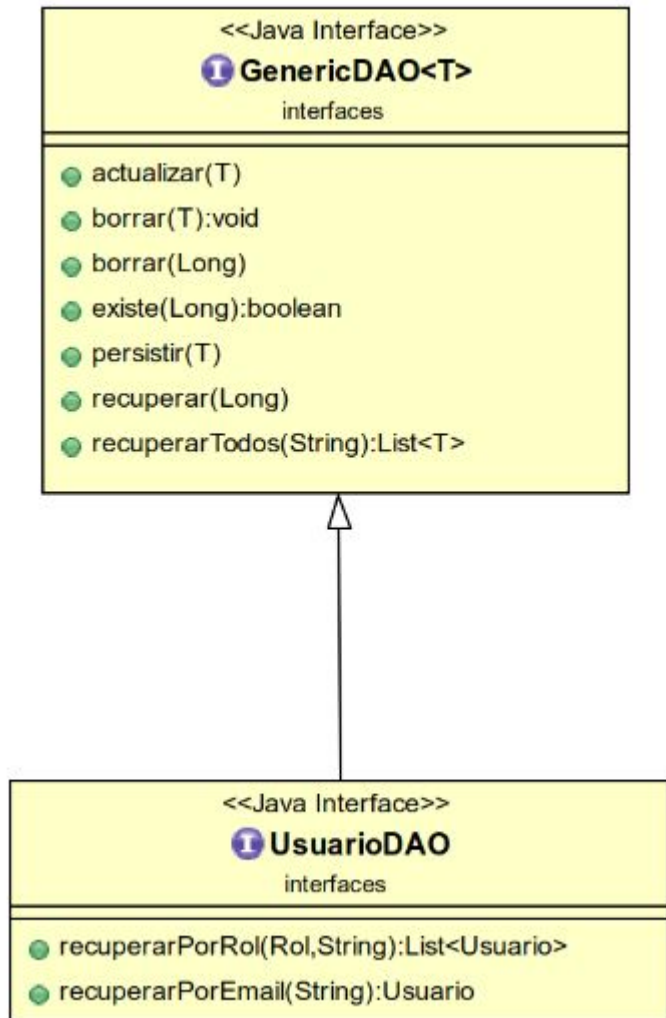 <<Java Interface>>
GenericDAO<T>
interfaces
actualizar(T)
borrar(T):void
borrar(Long)
existe(Long):boolean
persistir(T)
recuperar(Long)
recuperarTodos(String):List<T>
<<Java Interface>>
UsuarioDAO
interfaces
recuperarPorRol(Rol,String):List<Usuario>
recuperarPorEmail(String):Usuario